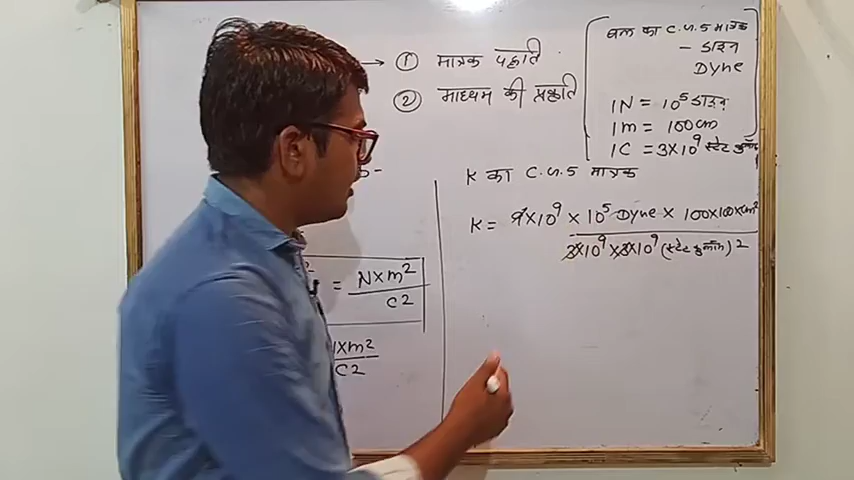 ① मात्रक पद्धति
② माध्यम की प्रकृति
बल का C.G.S मात्रक
- डाइन
Dyne
1N = 10⁵ डाइन
1m = 100cm
1C = 3×10⁹ स्टेट कूलॉम
= N×m² / C²
N×m² / C²
K का C.G.S मात्रक
K = 9×10⁹ × 10⁵ Dyne × 100×100×cm²
3×10⁹ × 3×10⁹ (स्टेट कूलॉम)²